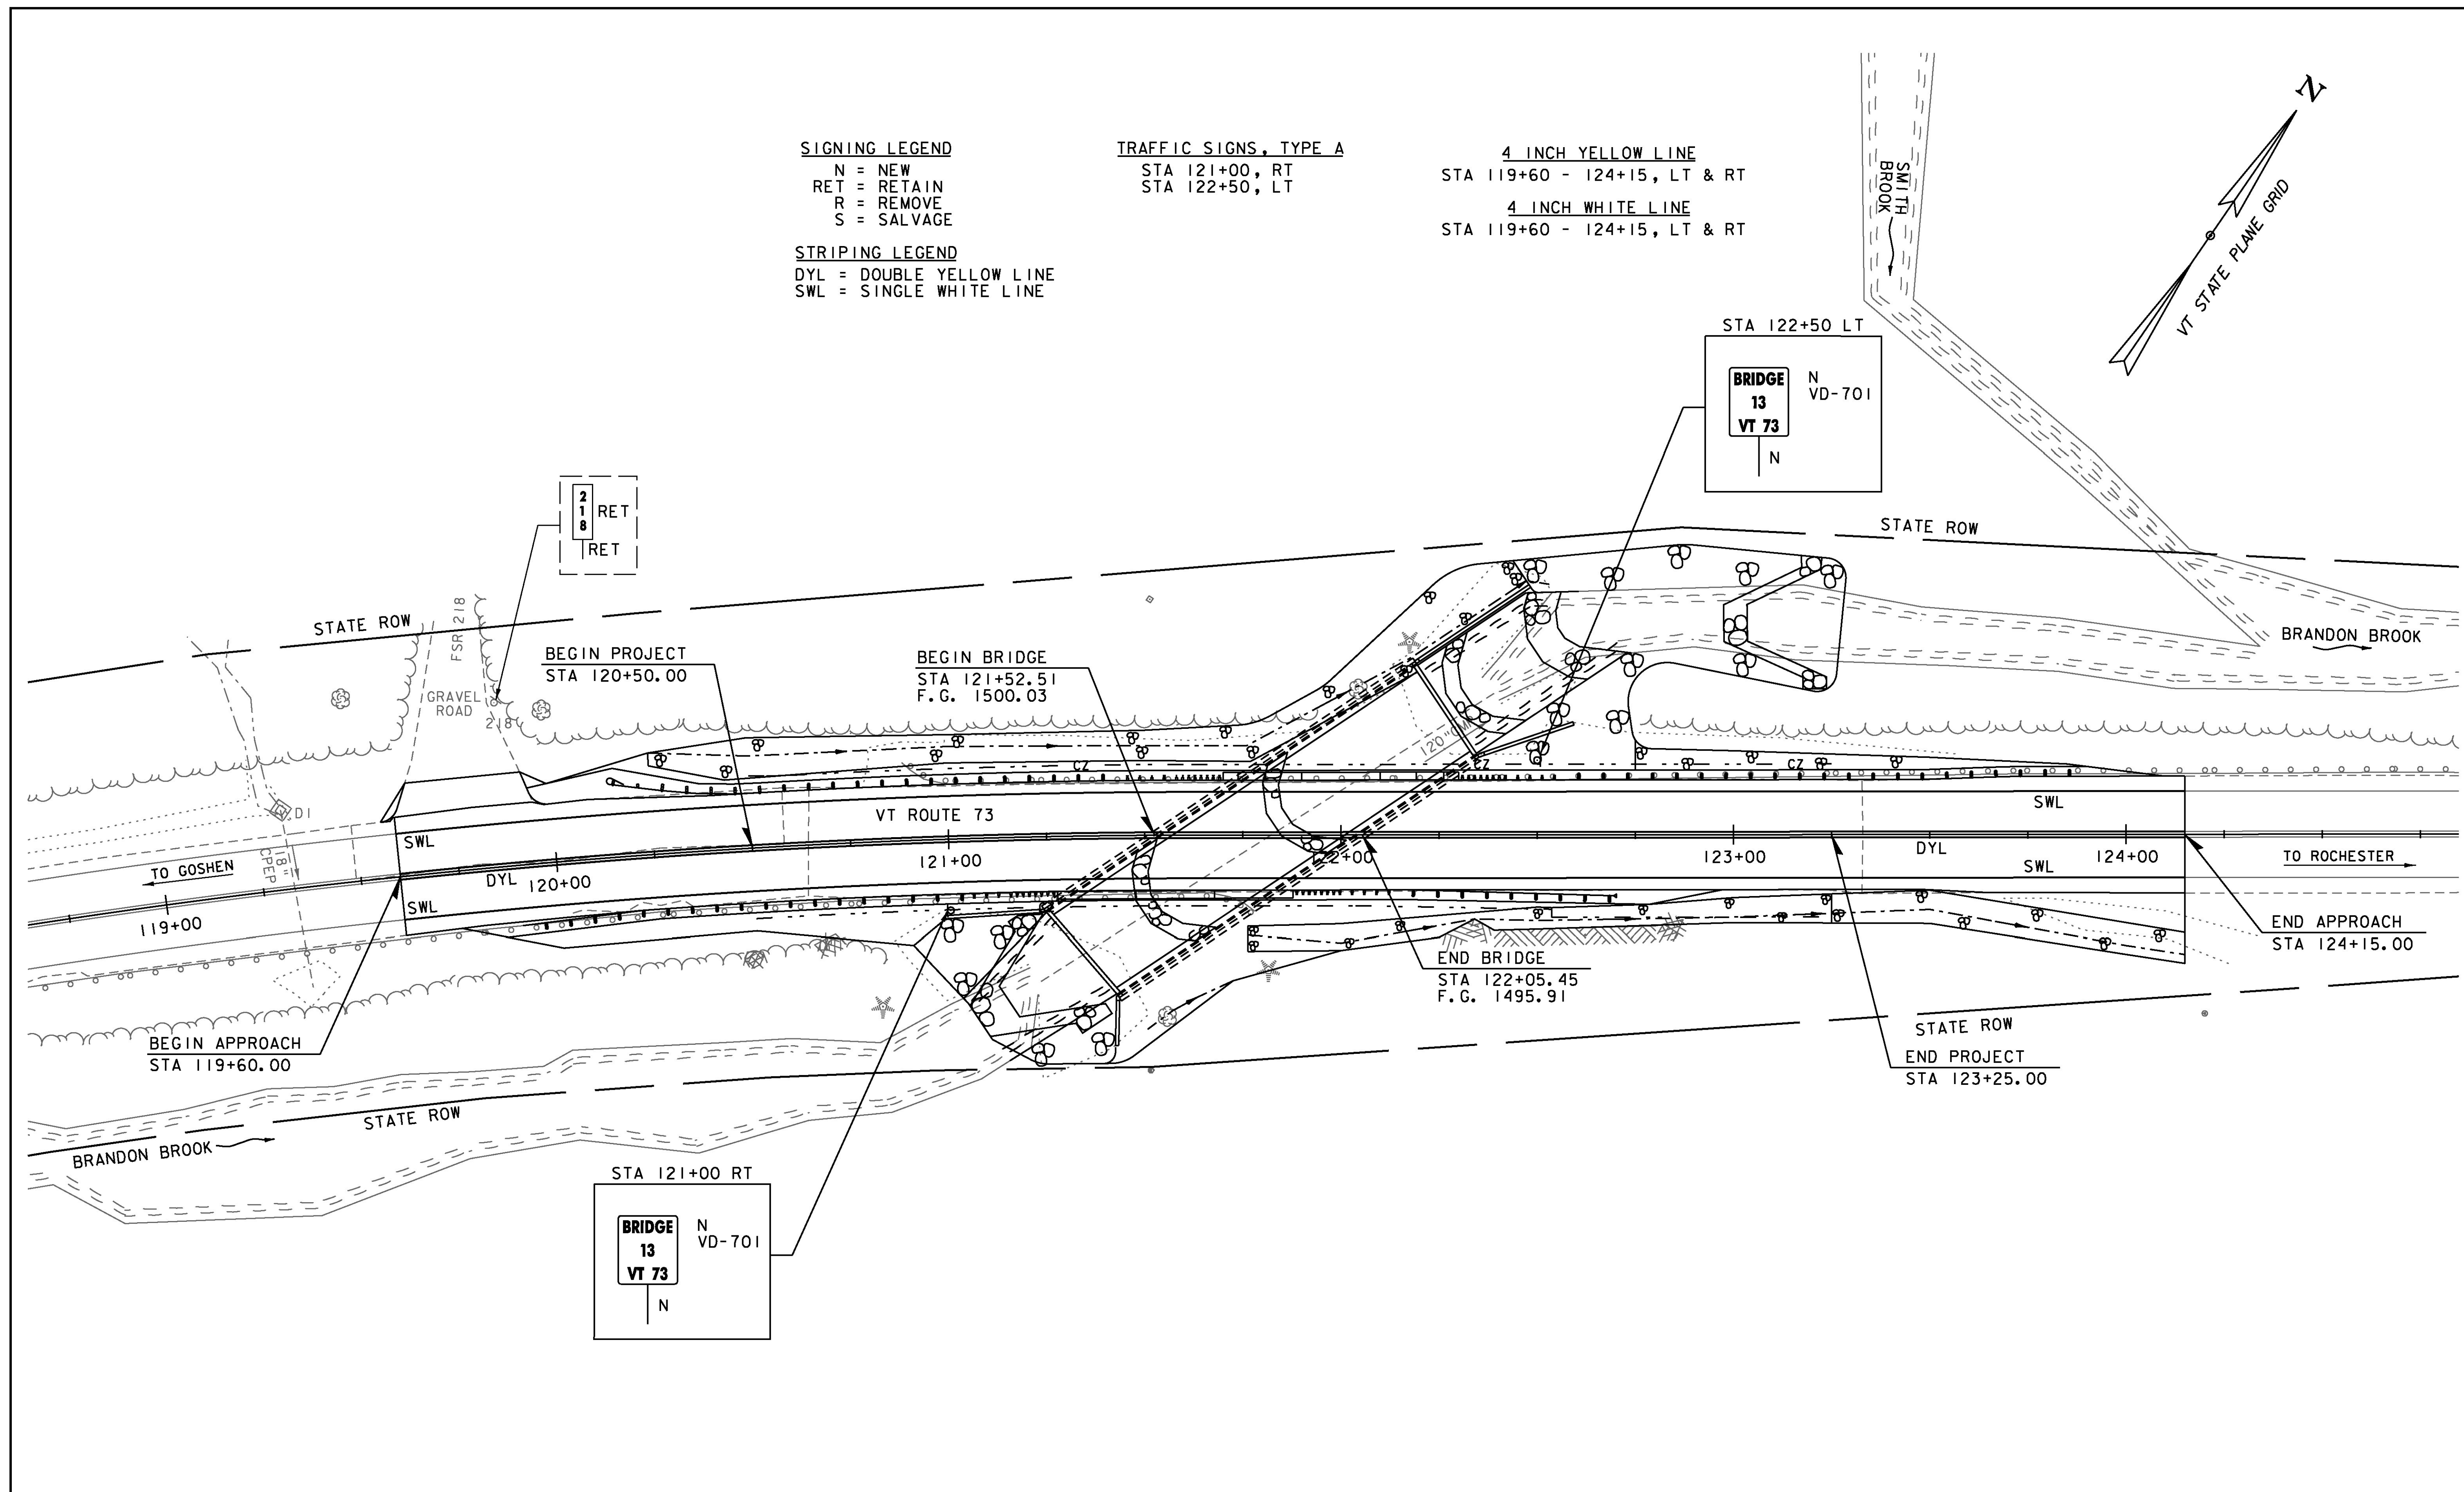 N
VT STATE PLANE GRID
SIGNING LEGEND
N = NEW
RET = RETAIN
R = REMOVE
S = SALVAGE
STRIPING LEGEND
DYL = DOUBLE YELLOW LINE
SWL = SINGLE WHITE LINE
TRAFFIC SIGNS, TYPE A
STA 121+00, RT
STA 122+50, LT
4 INCH YELLOW LINE
STA 119+60 - 124+15, LT & RT
4 INCH WHITE LINE
STA 119+60 - 124+15, LT & RT
SMITH
BROOK
STA 122+50 LT
BRIDGE
13
VT 73
N
VD-701
N
2
1
8
RET
RET
STATE ROW
STATE ROW
FSR 218
GRAVEL
ROAD
218
BEGIN PROJECT
STA 120+50.00
BEGIN BRIDGE
STA 121+52.51
F.G. 1500.03
BRANDON BROOK
120"
CZ
CZ
CZ
DI
18"
CPEP
SWL
VT ROUTE 73
SWL
TO GOSHEN
DYL
120+00
121+00
122+00
123+00
DYL
124+00
TO ROCHESTER
SWL
SWL
119+00
END APPROACH
STA 124+15.00
END BRIDGE
STA 122+05.45
F.G. 1495.91
BEGIN APPROACH
STA 119+60.00
STATE ROW
END PROJECT
STA 123+25.00
STATE ROW
BRANDON BROOK
STA 121+00 RT
BRIDGE
13
VT 73
N
VD-701
N